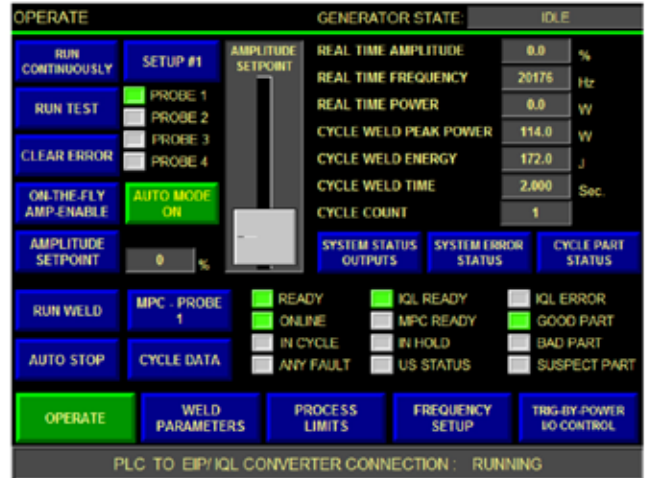 OPERATE GENERATOR STATE: IDLE
RUN CONTINUOUSLY
SETUP #1
AMPLITUDE SETPOINT
REAL TIME AMPLITUDE 0.0 %
REAL TIME FREQUENCY 20176 Hz
REAL TIME POWER 0.0 W
CYCLE WELD PEAK POWER 114.0 W
CYCLE WELD ENERGY 172.0 J
CYCLE WELD TIME 2.000 Sec.
CYCLE COUNT 1
RUN TEST
PROBE 1
PROBE 2
PROBE 3
PROBE 4
CLEAR ERROR
ON-THE-FLY
AMP-ENABLE
AUTO MODE
ON
AMPLITUDE
SETPOINT
0 %
SYSTEM STATUS
OUTPUTS
SYSTEM ERROR
STATUS
CYCLE PART
STATUS
RUN WELD
MPC - PROBE
1
READY IQL READY IQL ERROR
ONLINE MPC READY GOOD PART
IN CYCLE IN HOLD BAD PART
ANY FAULT US STATUS SUSPECT PART
AUTO STOP
CYCLE DATA
OPERATE
WELD
PARAMETERS
PROCESS
LIMITS
FREQUENCY
SETUP
TRIG-BY-POWER
I/O CONTROL
PLC TO EIP/ IQL CONVERTER CONNECTION : RUNNING